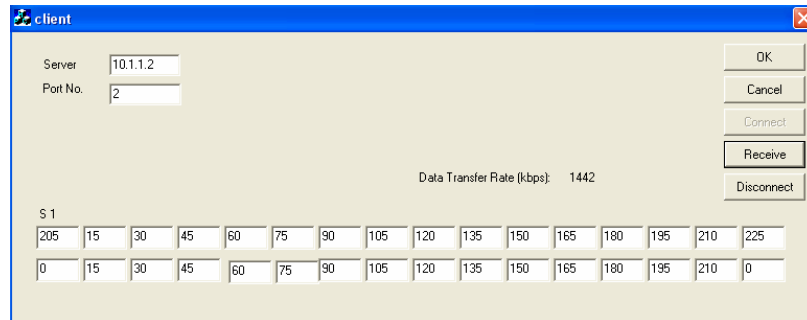 client
Server 10.1.1.2 OK
Port No. 2 Cancel
Connect
Receive
Data Transfer Rate (kbps): 1442
Disconnect
S 1
205 15 30 45 60 75 90 105 120 135 150 165 180 195 210 225
0 15 30 45 60 75 90 105 120 135 150 165 180 195 210 0